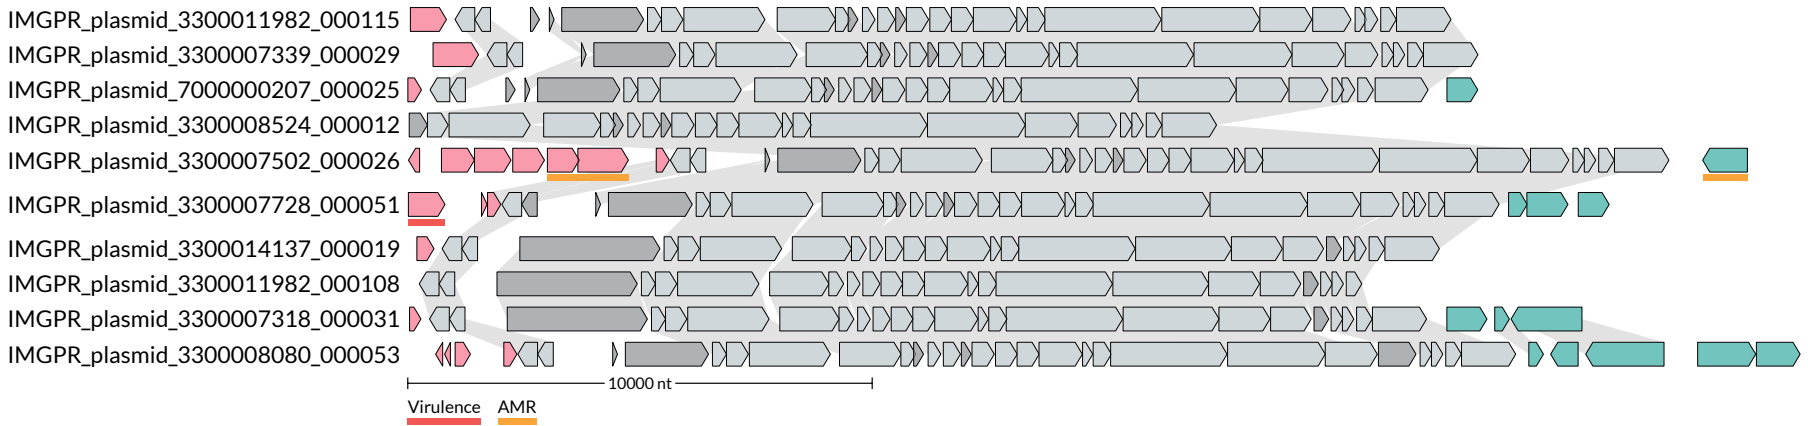 IMGPR_plasmid_3300011982_000115
IMGPR_plasmid_3300007339_000029
IMGPR_plasmid_7000000207_000025
IMGPR_plasmid_3300008524_000012
IMGPR_plasmid_3300007502_000026
IMGPR_plasmid_3300007728_000051
IMGPR_plasmid_3300014137_000019
IMGPR_plasmid_3300011982_000108
IMGPR_plasmid_3300007318_000031
IMGPR_plasmid_3300008080_000053
10000 nt
Virulence AMR